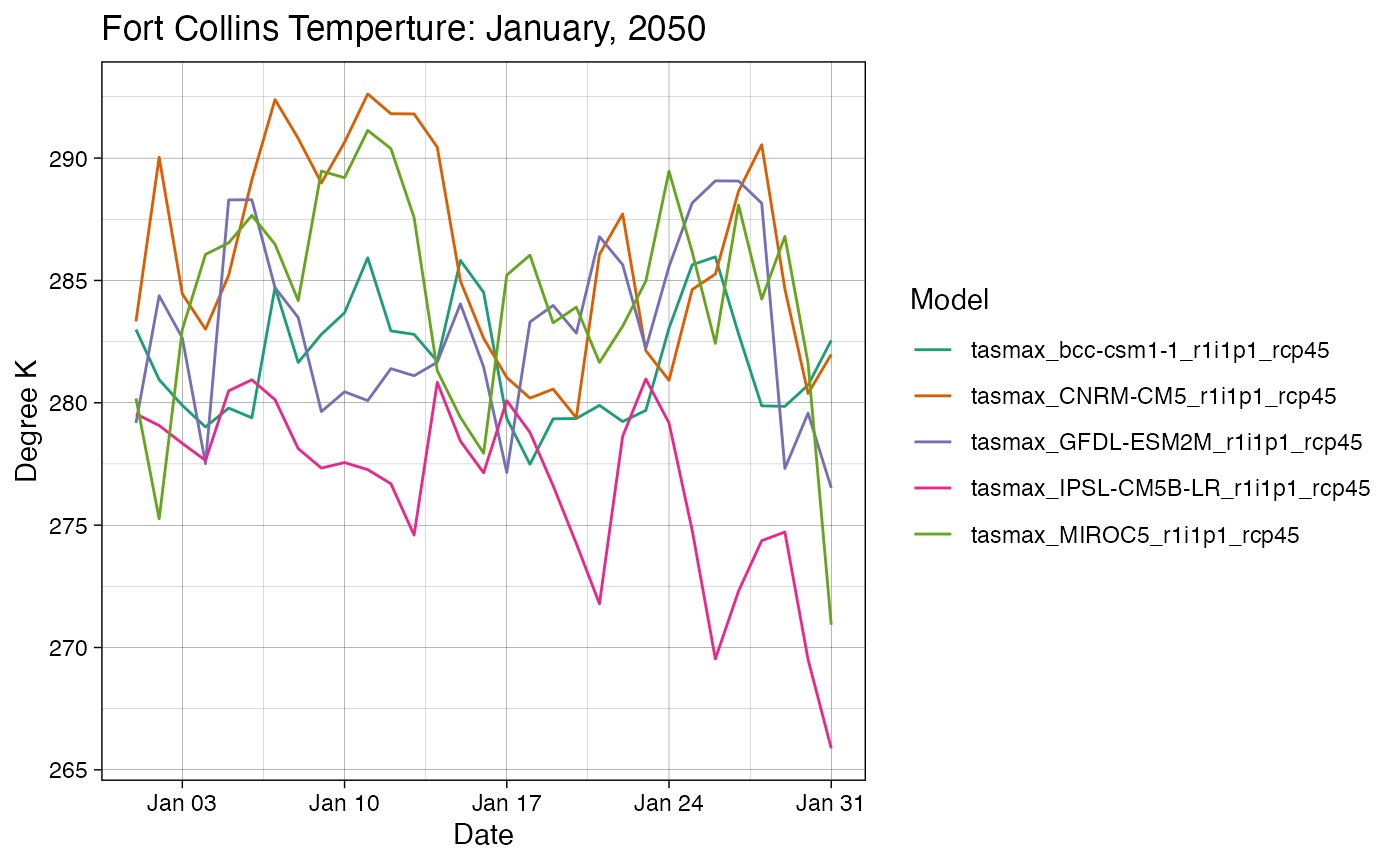 Fort Collins Temperture: January, 2050
290
285
280
275
270
265
Degree K
Jan 03
Jan 10
Jan 17
Jan 24
Jan 31
Date
Model
tasmax_bcc-csm1-1_r1i1p1_rcp45
tasmax_CNRM-CM5_r1i1p1_rcp45
tasmax_GFDL-ESM2M_r1i1p1_rcp45
tasmax_IPSL-CM5B-LR_r1i1p1_rcp45
tasmax_MIROC5_r1i1p1_rcp45